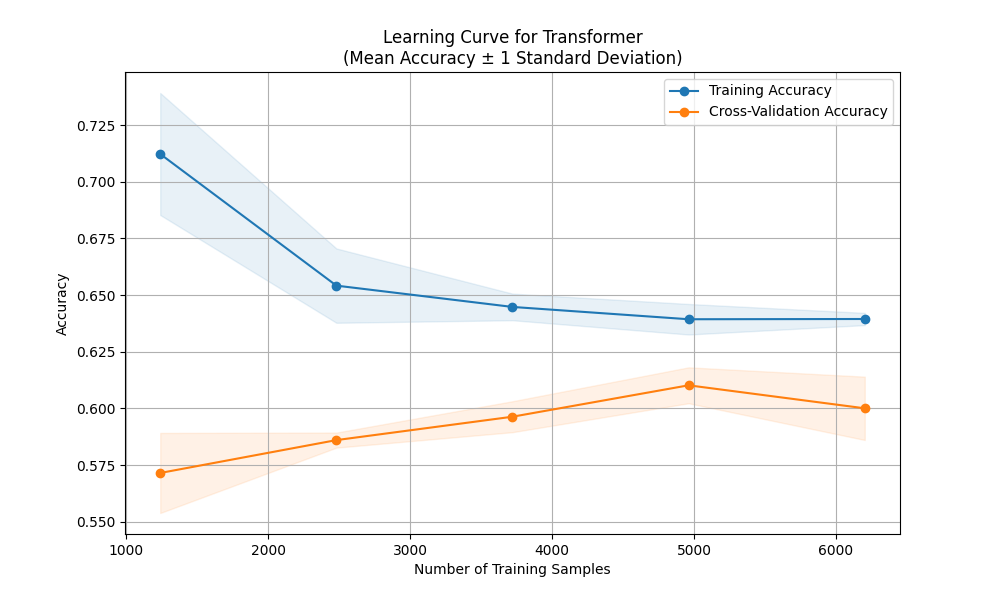 Learning Curve for Transformer
(Mean Accuracy ± 1 Standard Deviation)
Training Accuracy
Cross-Validation Accuracy
Accuracy
0.725
0.700
0.675
0.650
0.625
0.600
0.575
0.550
1000 2000 3000 4000 5000 6000
Number of Training Samples